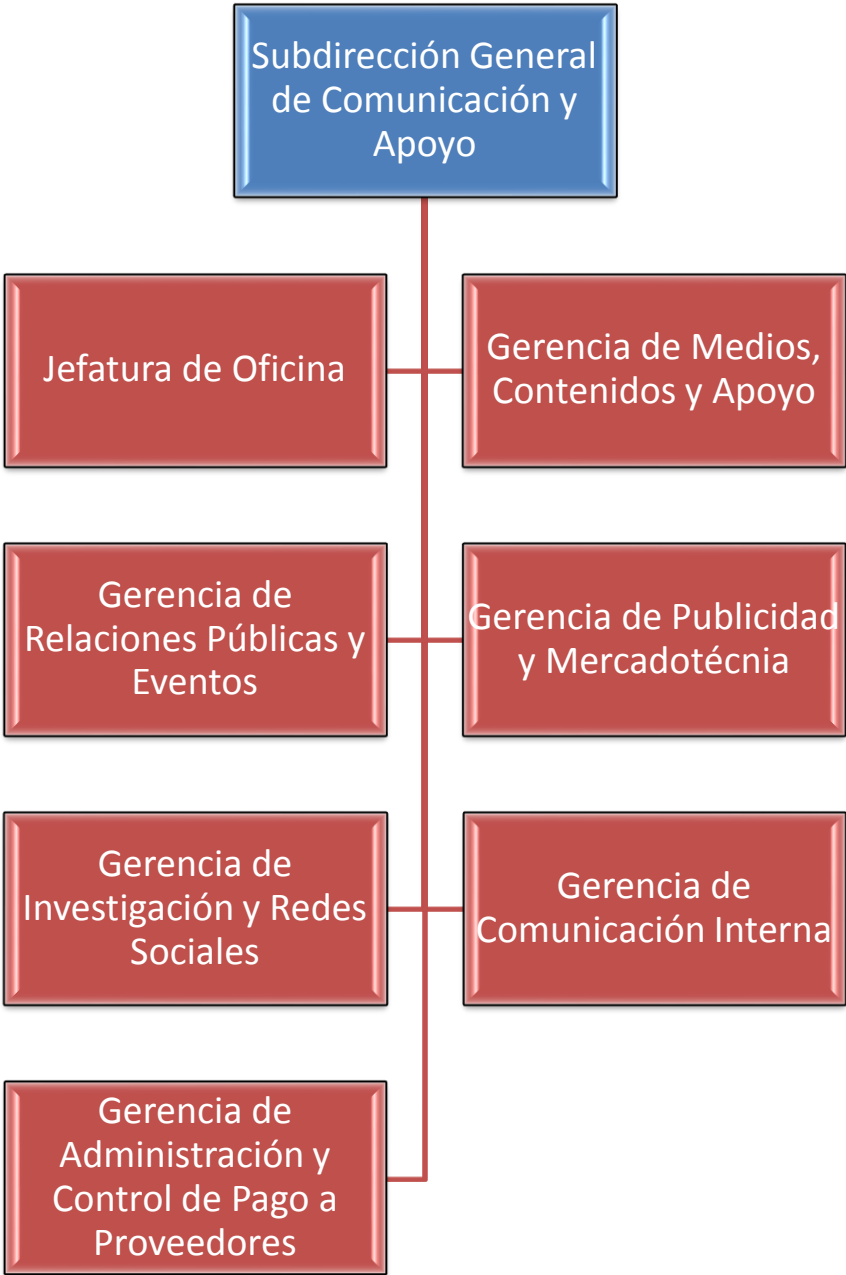 Subdirección General
de Comunicación y
Apoyo
Jefatura de Oficina
Gerencia de Medios,
Contenidos y Apoyo
Gerencia de
Relaciones Públicas y
Eventos
Gerencia de Publicidad
y Mercadotécnia
Gerencia de
Investigación y Redes
Sociales
Gerencia de
Comunicación Interna
Gerencia de
Administración y
Control de Pago a
Proveedores